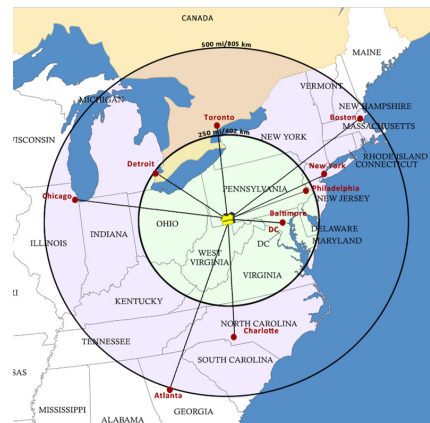 CANADA
500 mi/805 km
MAINE
MICHIGAN
VERMONT
NEW HAMPSHIRE
Toronto
Boston
MASSACHUSETTS
WISCONSIN
250 mi/402 km
NEW YORK
RHODE ISLAND
CONNECTICUT
Detroit
New York
PENNSYLVANIA
Philadelphia
NEW JERSEY
Chicago
OHIO
Baltimore
DC
DELAWARE
ILLINOIS
INDIANA
DC
MARYLAND
WEST
VIRGINIA
VIRGINIA
KENTUCKY
NORTH CAROLINA
Charlotte
TENNESSEE
SOUTH CAROLINA
Atlanta
MISSISSIPPI
ALABAMA
GEORGIA